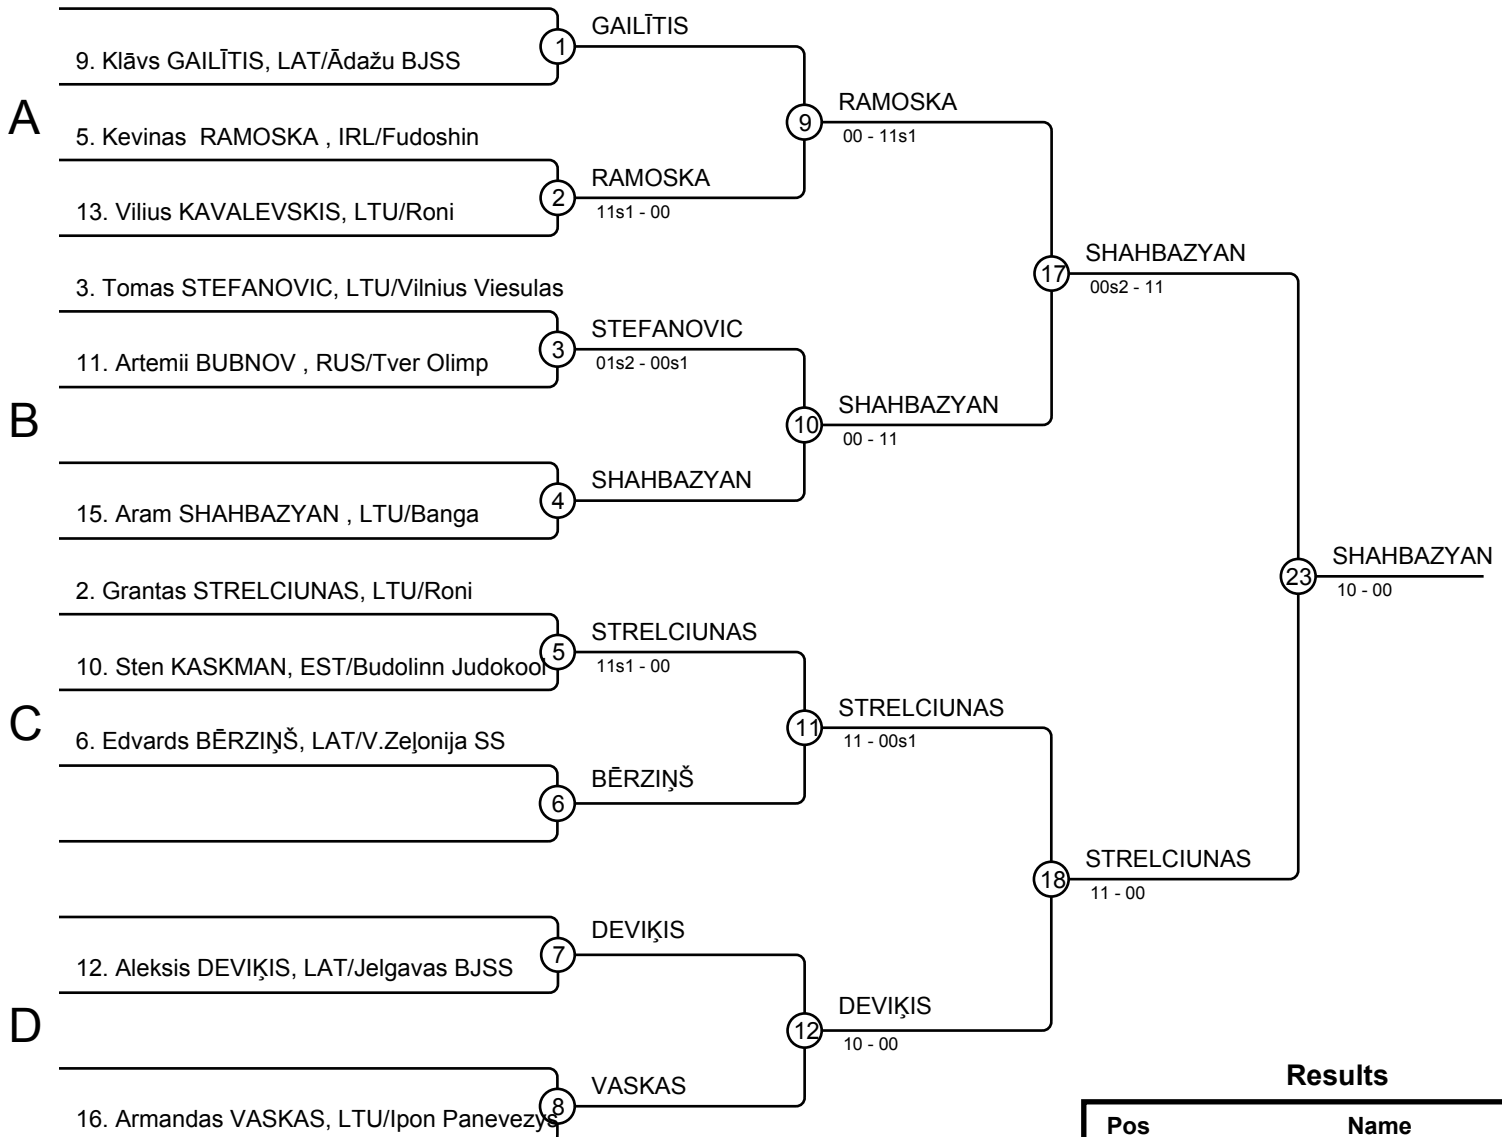 GAILĪTIS
1
9. Klāvs GAILĪTIS, LAT/Ādažu BJSS
A
RAMOSKA
9
00 - 11s1
5. Kevinas  RAMOSKA , IRL/Fudoshin
RAMOSKA
2
11s1 - 00
13. Vilius KAVALEVSKIS, LTU/Roni
SHAHBAZYAN
17
00s2 - 11
3. Tomas STEFANOVIC, LTU/Vilnius Viesulas
STEFANOVIC
3
01s2 - 00s1
11. Artemii BUBNOV , RUS/Tver Olimp
B
SHAHBAZYAN
10
00 - 11
SHAHBAZYAN
4
15. Aram SHAHBAZYAN , LTU/Banga
SHAHBAZYAN
23
10 - 00
2. Grantas STRELCIUNAS, LTU/Roni
STRELCIUNAS
5
11s1 - 00
10. Sten KASKMAN, EST/Budolinn Judokool
C
STRELCIUNAS
11
11 - 00s1
6. Edvards BĒRZIŅŠ, LAT/V.Zeļonija SS
BĒRZIŅŠ
6
STRELCIUNAS
18
11 - 00
DEVIĶIS
7
12. Aleksis DEVIĶIS, LAT/Jelgavas BJSS
D
DEVIĶIS
12
10 - 00
VASKAS
8
16. Armandas VASKAS, LTU/Ipon Panevezys
Results
Pos Name